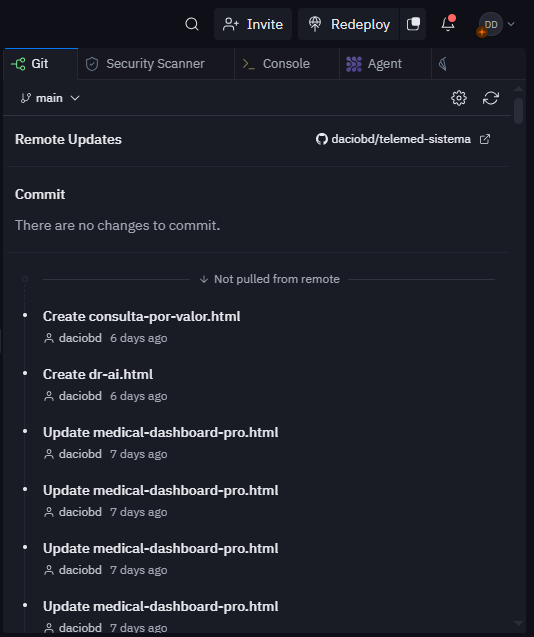 Invite
Redeploy
DD
Git
Security Scanner
Console
Agent
main
Remote Updates
daciobd/telemed-sistema
Commit
There are no changes to commit.
Not pulled from remote
Create consulta-por-valor.html
daciobd 6 days ago
Create dr-ai.html
daciobd 6 days ago
Update medical-dashboard-pro.html
daciobd 7 days ago
Update medical-dashboard-pro.html
daciobd 7 days ago
Update medical-dashboard-pro.html
daciobd 7 days ago
Update medical-dashboard-pro.html
daciobd 7 days ago